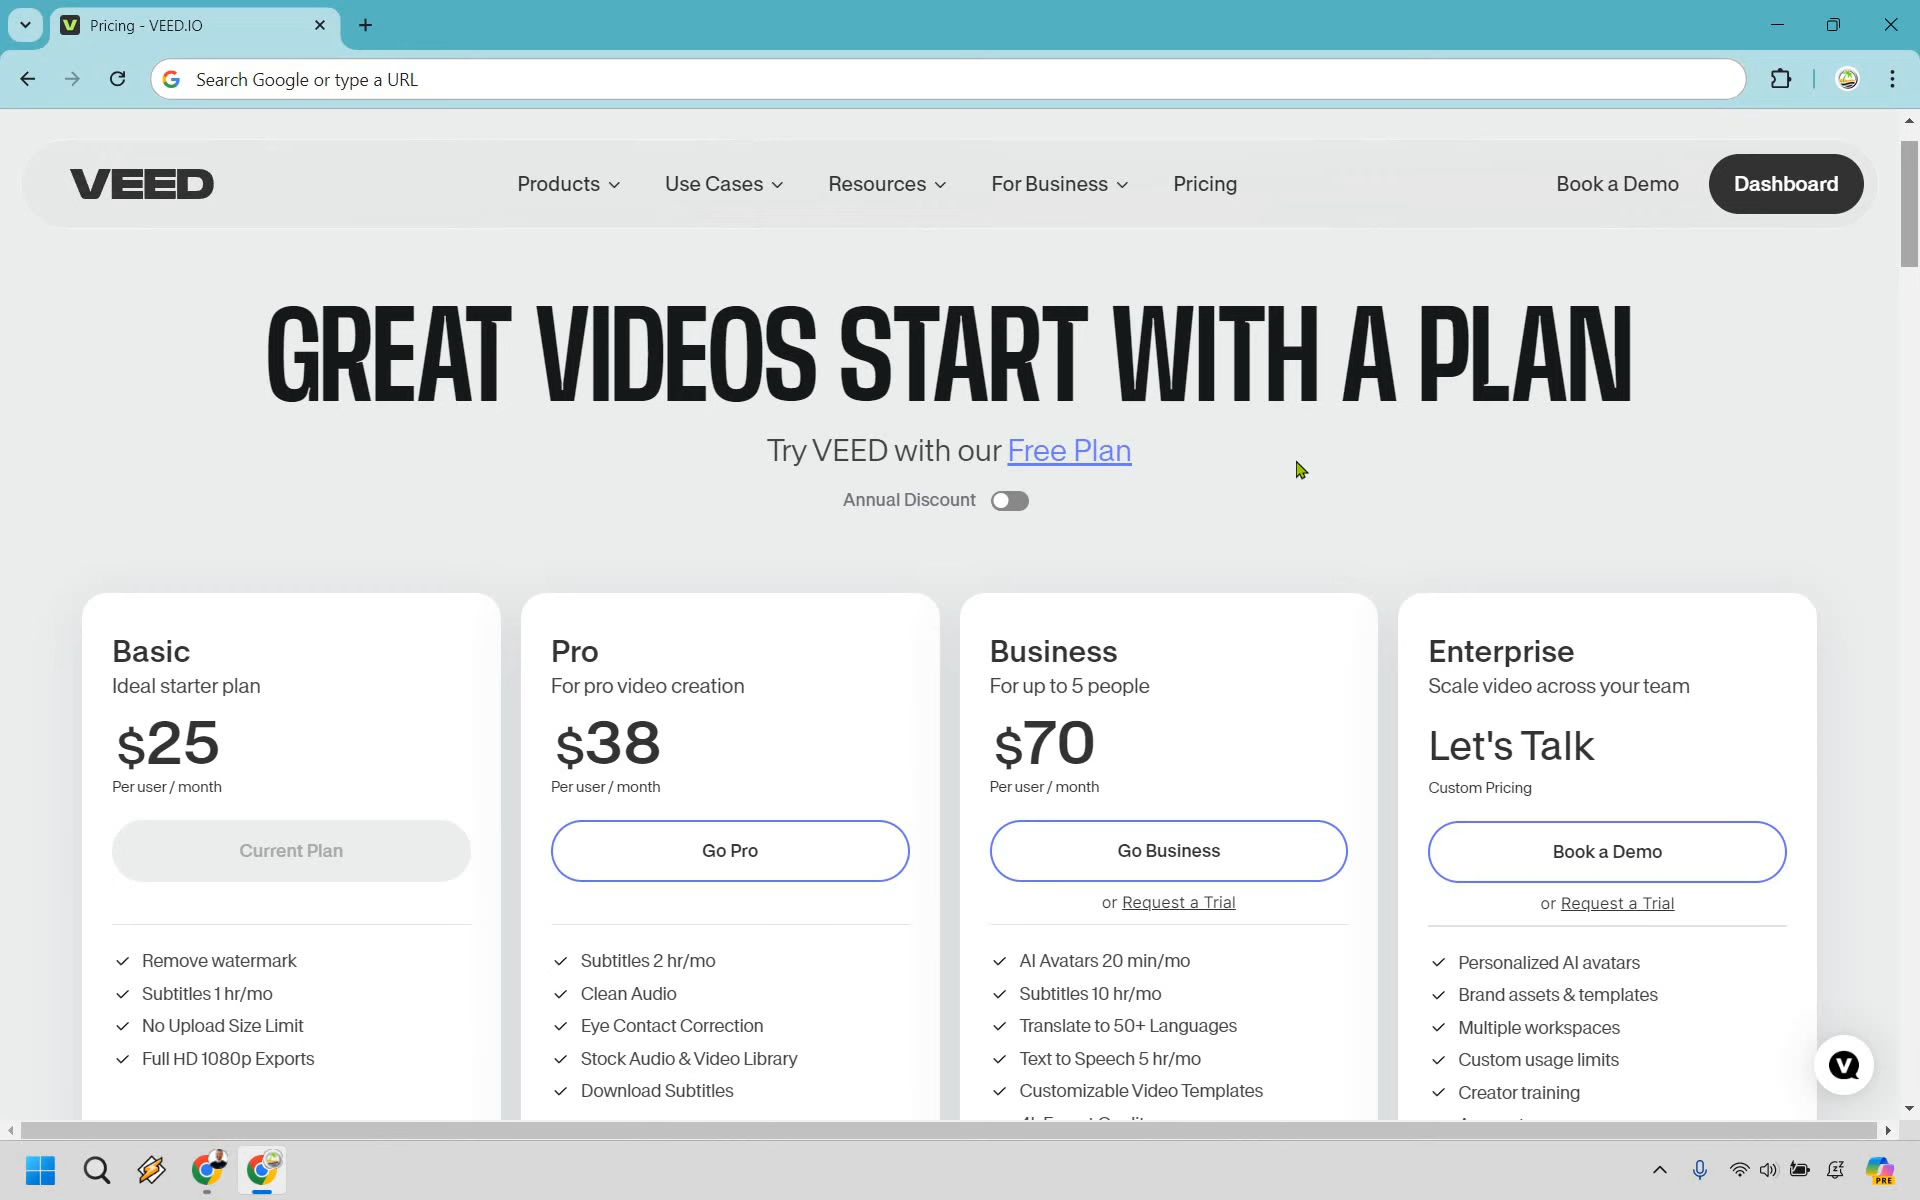 Pricing - VEED.IO
Search Google or type a URL
VEED
Products
Use Cases
Resources
For Business
Pricing
Book a Demo
Dashboard
GREAT VIDEOS START WITH A PLAN
Try VEED with our Free Plan
Annual Discount
Basic
Ideal starter plan
$25
Per user / month
Current Plan
Remove watermark
Subtitles 1 hr/mo
No Upload Size Limit
Full HD 1080p Exports
Pro
For pro video creation
$38
Per user / month
Go Pro
Subtitles 2 hr/mo
Clean Audio
Eye Contact Correction
Stock Audio & Video Library
Download Subtitles
Business
For up to 5 people
$70
Per user / month
Go Business
or Request a Trial
AI Avatars 20 min/mo
Subtitles 10 hr/mo
Translate to 50+ Languages
Text to Speech 5 hr/mo
Customizable Video Templates
Enterprise
Scale video across your team
Let's Talk
Custom Pricing
Book a Demo
or Request a Trial
Personalized AI avatars
Brand assets & templates
Multiple workspaces
Custom usage limits
Creator training
PRE